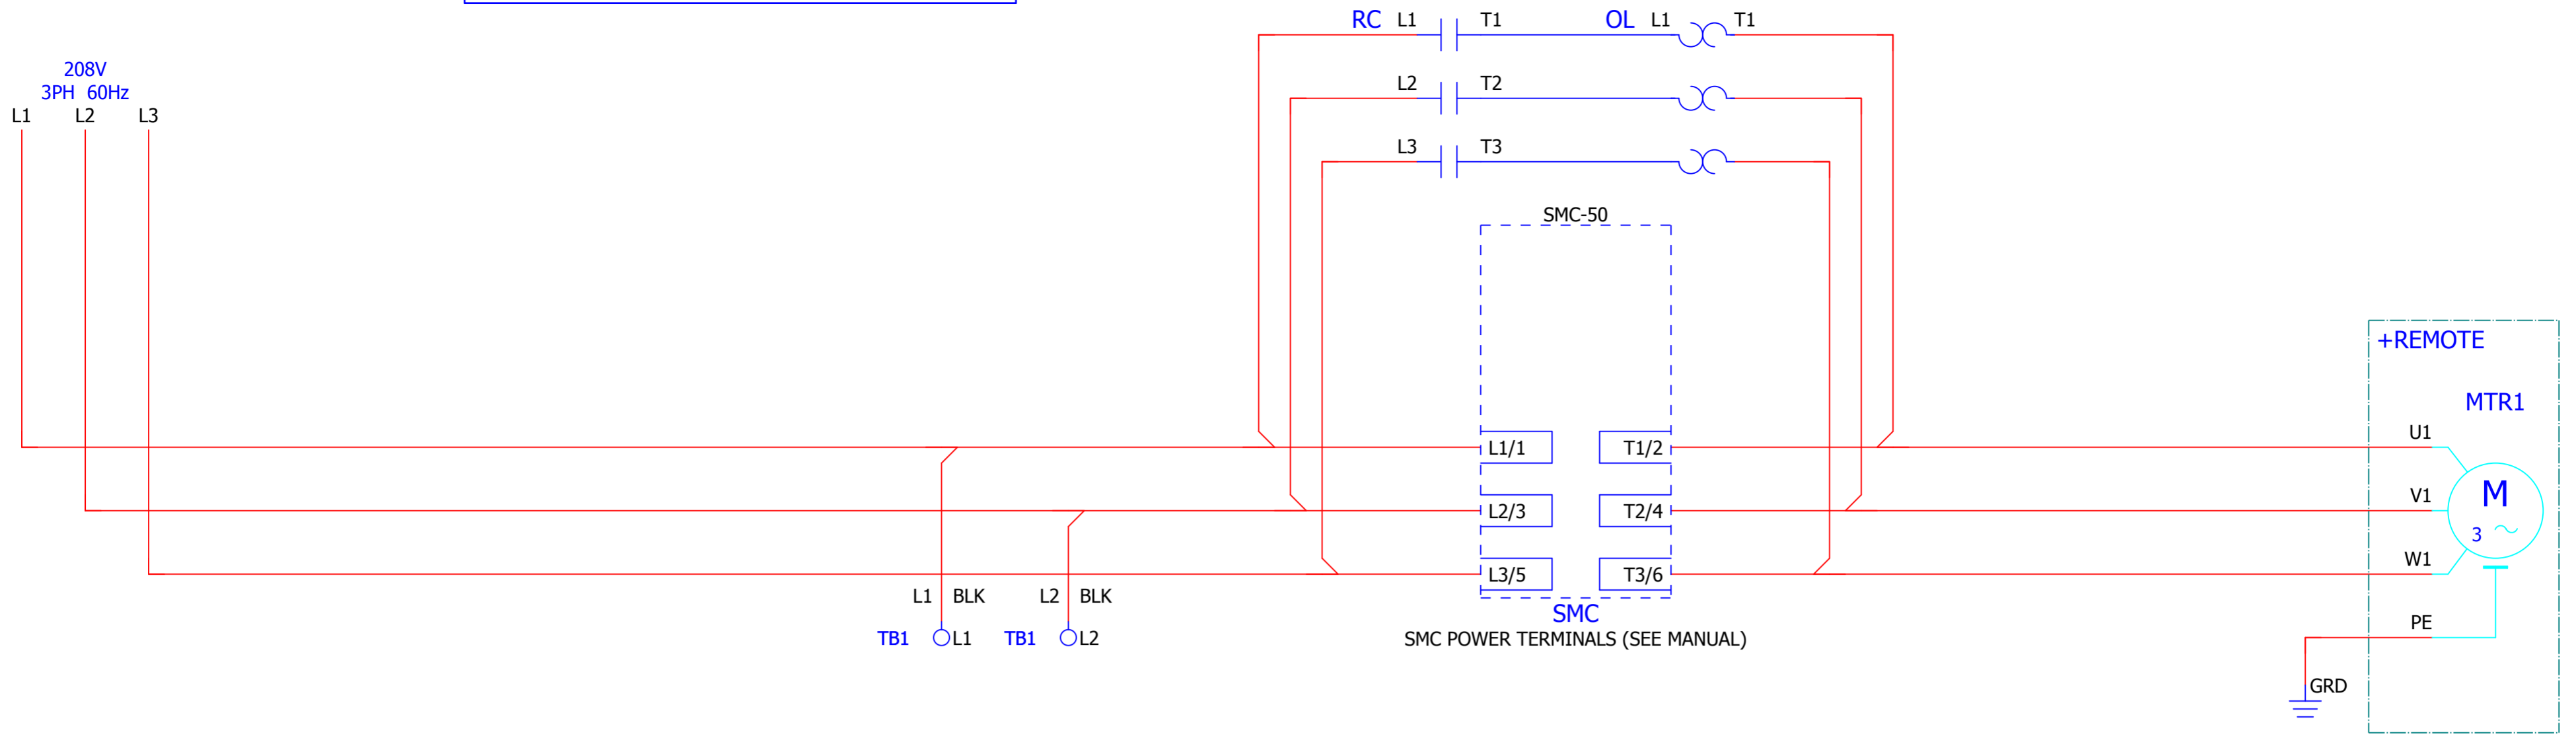 RC L1 T1 OL L1 T1
208V
3PH 60Hz
L1 L2 L3
L2 T2
L3 T3
SMC-50
+REMOTE
MTR1
L1/1 T1/2 U1
L2/3 T2/4 V1 M
3
L3/5 T3/6 W1
L1 BLK L2 BLK
SMC
TB1 L1 TB1 L2
SMC POWER TERMINALS (SEE MANUAL)
PE
GRD